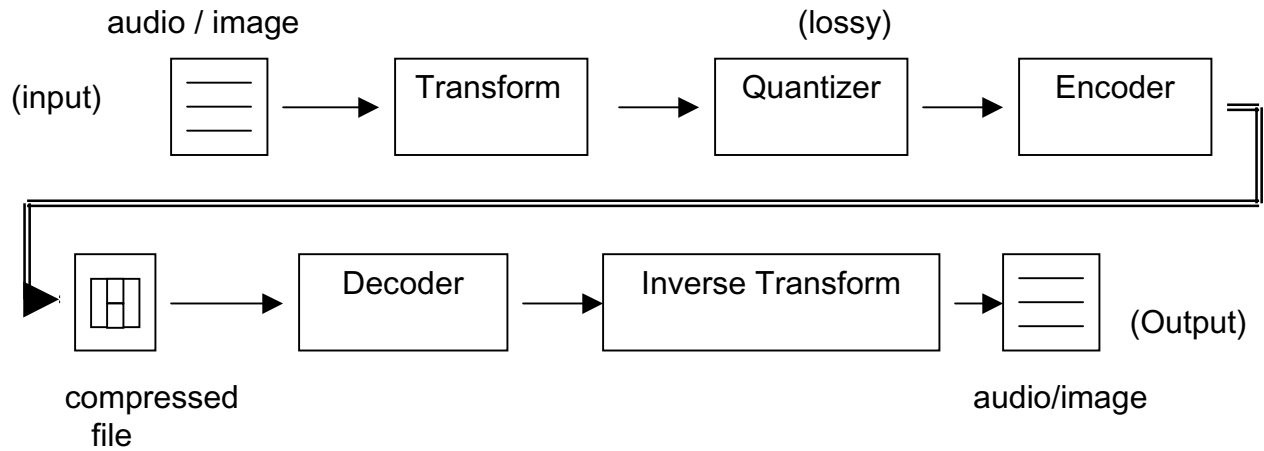 audio / image
(lossy)
(input)
Transform
Quantizer
Encoder
Decoder
Inverse Transform
(Output)
compressed
file
audio/image